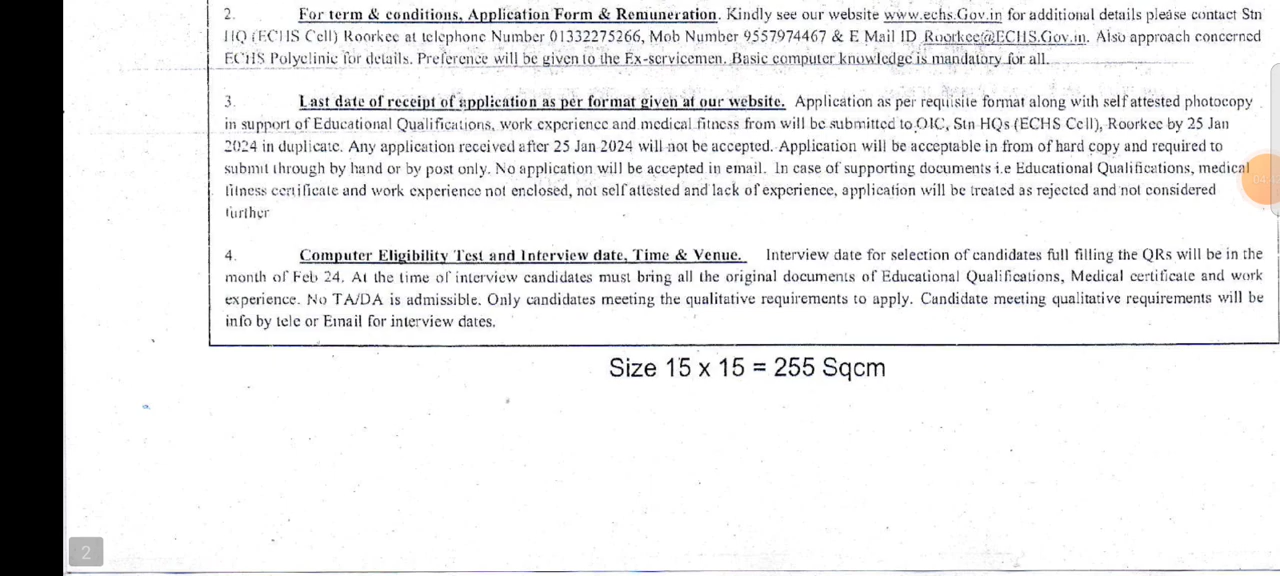 2. For term & conditions, Application Form & Remuneration. Kindly see our website www.echs.Gov.in for additional details please contact Stn
HQ (ECHS Cell) Roorkee at telephone Number 01332275266, Mob Number 9557974467 & E Mail ID Roorkee@ECHS.Gov.in. Also approach concerned
ECHS Polyclinic for details. Preference will be given to the Ex-servicemen. Basic computer knowledge is mandatory for all.
3. Last date of receipt of application as per format given at our website. Application as per requisite format along with self attested photocopy
in support of Educational Qualifications, work experience and medical fitness from will be submitted to OIC, Stn HQs (ECHS Cell), Roorkee by 25 Jan
2024 in duplicate. Any application received after 25 Jan 2024 will not be accepted. Application will be acceptable in from of hard copy and required to
submit through by hand or by post only. No application will be accepted in email. In case of supporting documents i.e Educational Qualifications, medical
fitness certificate and work experience not enclosed, not self attested and lack of experience, application will be treated as rejected and not considered
further
4. Computer Eligibility Test and Interview date, Time & Venue. Interview date for selection of candidates full filling the QRs will be in the
month of Feb 24. At the time of interview candidates must bring all the original documents of Educational Qualifications, Medical certificate and work
experience. No TA/DA is admissible. Only candidates meeting the qualitative requirements to apply. Candidate meeting qualitative requirements will be
info by tele or Email for interview dates.
Size 15 x 15 = 255 Sqcm
2